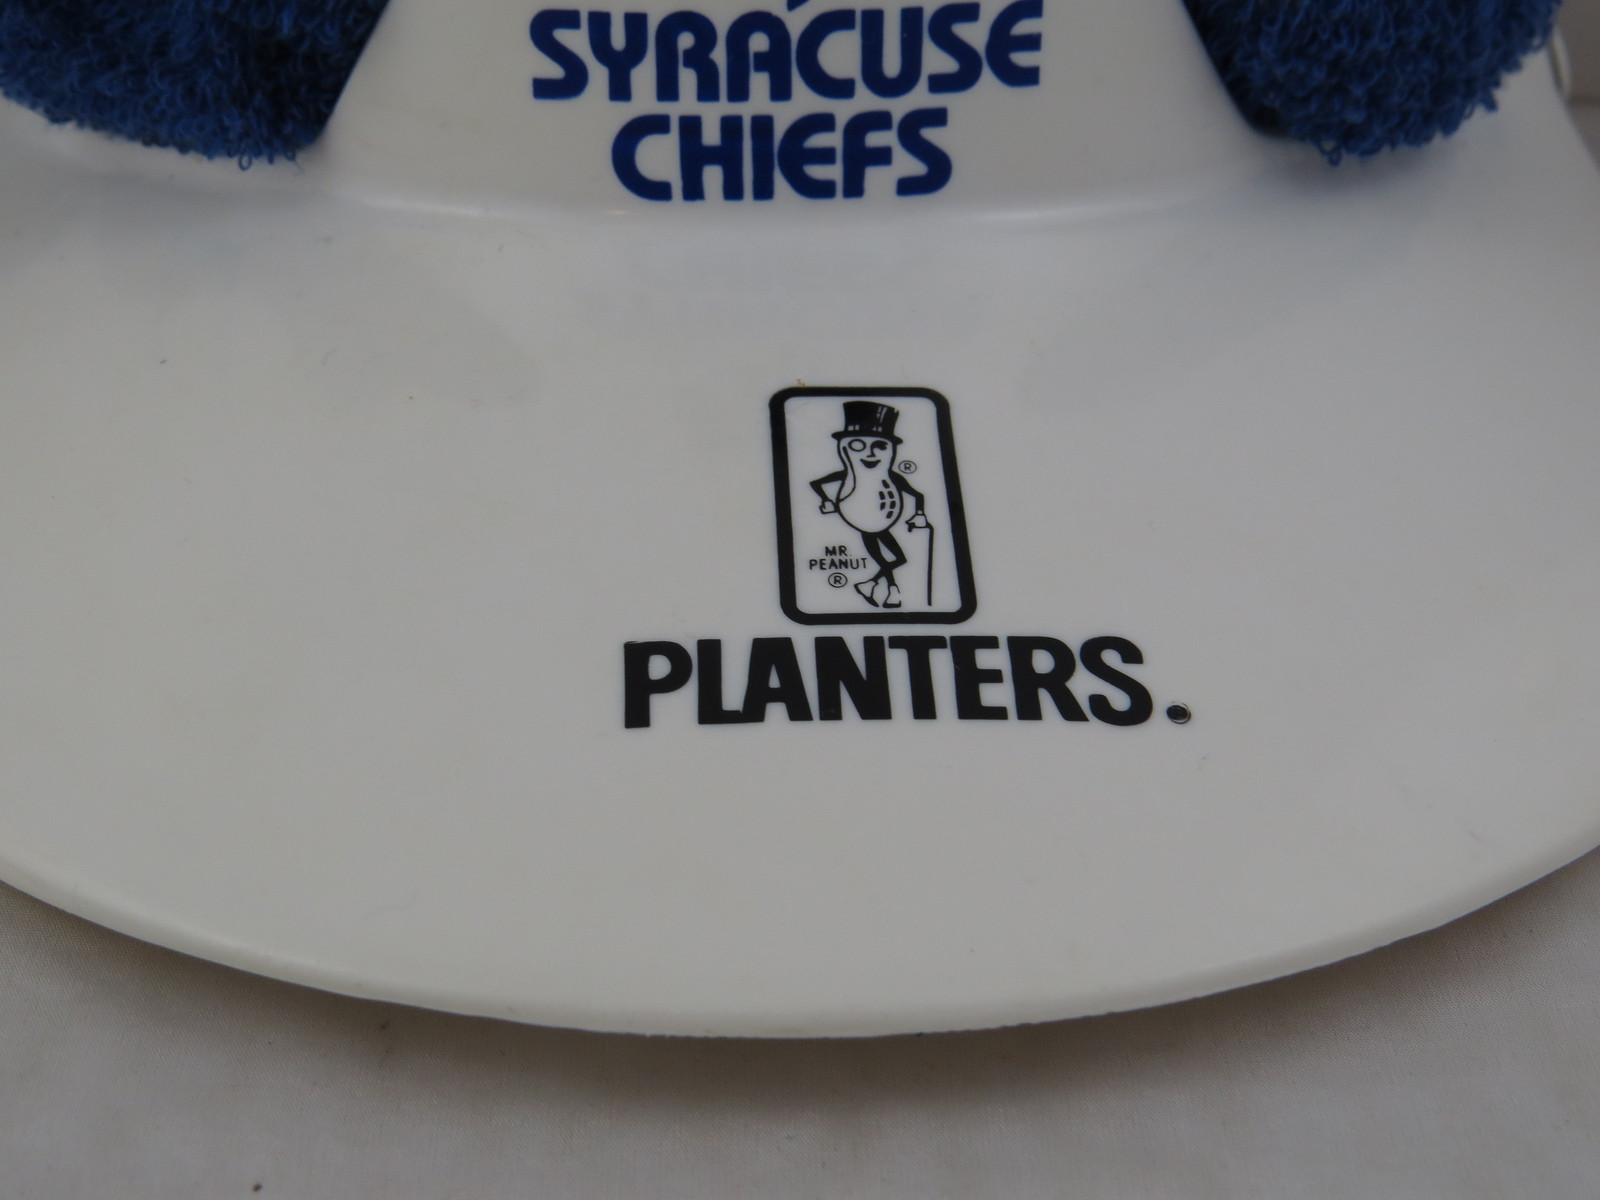 SYRACUSE
CHIEFS
®
MR.
PEANUT
®
PLANTERS®